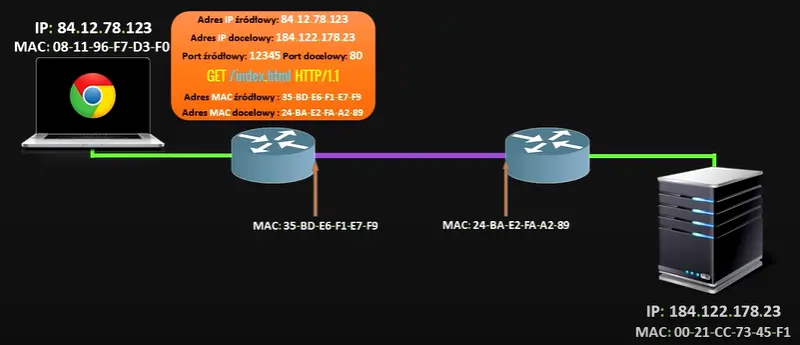 IP: 84.12.78.123
MAC: 08-11-96-F7-D3-F0
Adres IP źródłowy: 84.12.78.123
Adres IP docelowy: 184.122.178.23
Port źródłowy: 12345 Port docelowy: 80
GET /index.html HTTP/1.1
Adres MAC źródłowy : 35-BD-E6-F1-E7-F9
Adres MAC docelowy : 24-BA-E2-FA-A2-89
MAC: 35-BD-E6-F1-E7-F9
MAC: 24-BA-E2-FA-A2-89
IP: 184.122.178.23
MAC: 00-21-CC-73-45-F1